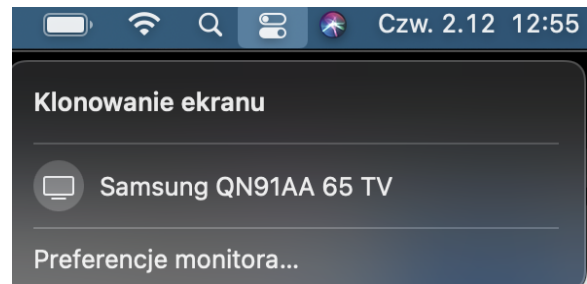 Czw. 2.12 12:55
Klonowanie ekranu
Samsung QN91AA 65 TV
Preferencje monitora...